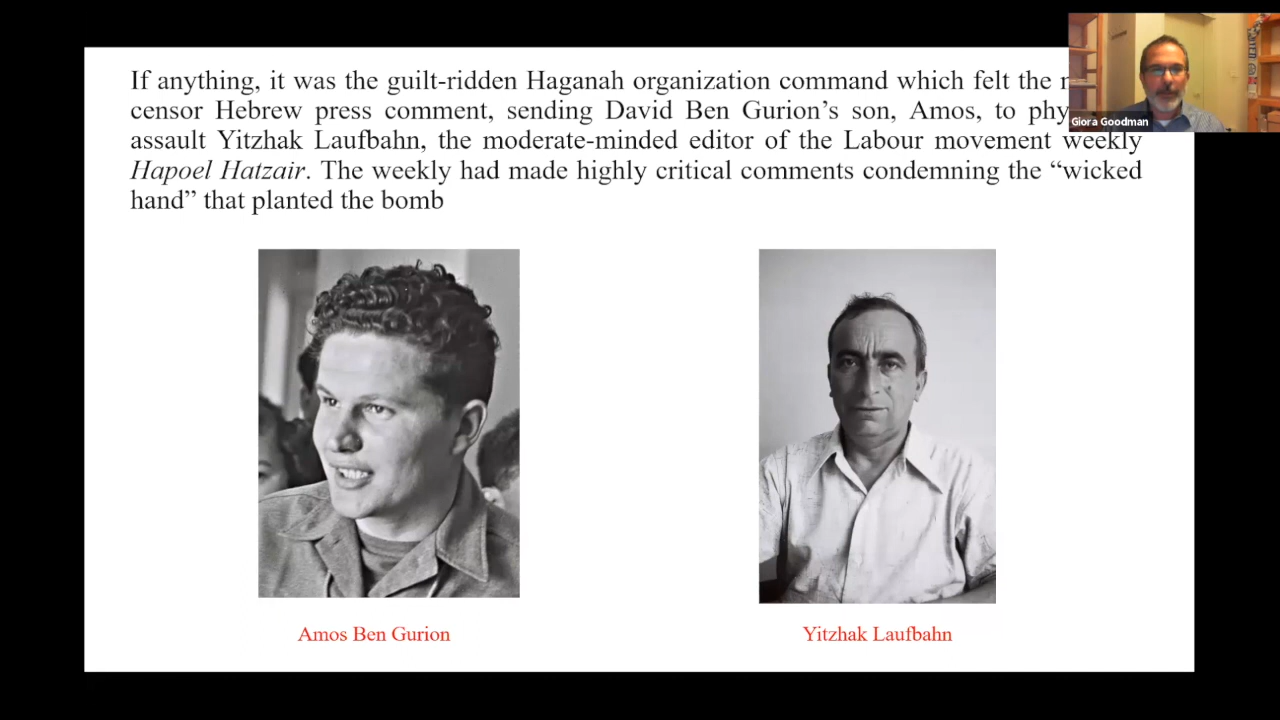 If anything, it was the guilt-ridden Haganah organization command which felt the
censor Hebrew press comment, sending David Ben Gurion’s son, Amos, to
Giora Goodman
assault Yitzhak Laufbahn, the moderate-minded editor of the Labour movement weekly
Hapoel Hatzair. The weekly had made highly critical comments condemning the “wicked
hand” that planted the bomb
Amos Ben Gurion
Yitzhak Laufbahn